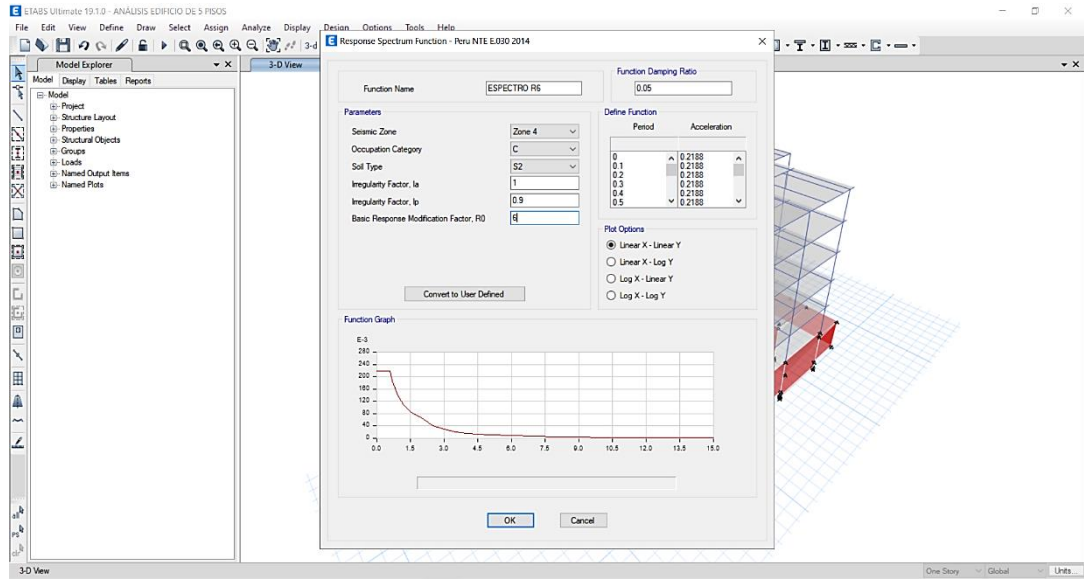 ETABS Ultimate 19.1.0 - ANÁLISIS EDIFICIO DE 5 PISOS
File Edit View Define Draw Select Assign Analyze Display Design Options Tools Help
3-d
Model Explorer
3-D View
Model Display Tables Reports
Model
Project
Structure Layout
Properties
Structural Objects
Groups
Loads
Named Output Items
Named Plots
Response Spectrum Function - Peru NTE E.030 2014
Function Name ESPECTRO R6
Function Damping Ratio
0.05
Parameters
Seismic Zone Zone 4
Occupation Category C
Soil Type S2
Irregularity Factor, Ia 1
Irregularity Factor, Ip 0.9
Basic Response Modification Factor, R0 6
Convert to User Defined
Define Function
Period Acceleration
0 0.2188
0.1 0.2188
0.2 0.2188
0.3 0.2188
0.4 0.2188
0.5 0.2188
Plot Options
Linear X - Linear Y
Linear X - Log Y
Log X - Linear Y
Log X - Log Y
Function Graph
E-3
280
240
200
160
120
80
40
0
0.0 1.5 3.0 4.5 6.0 7.5 9.0 10.5 12.0 13.5 15.0
OK Cancel
all
PS
clr
3-D View
One Story Global Units...